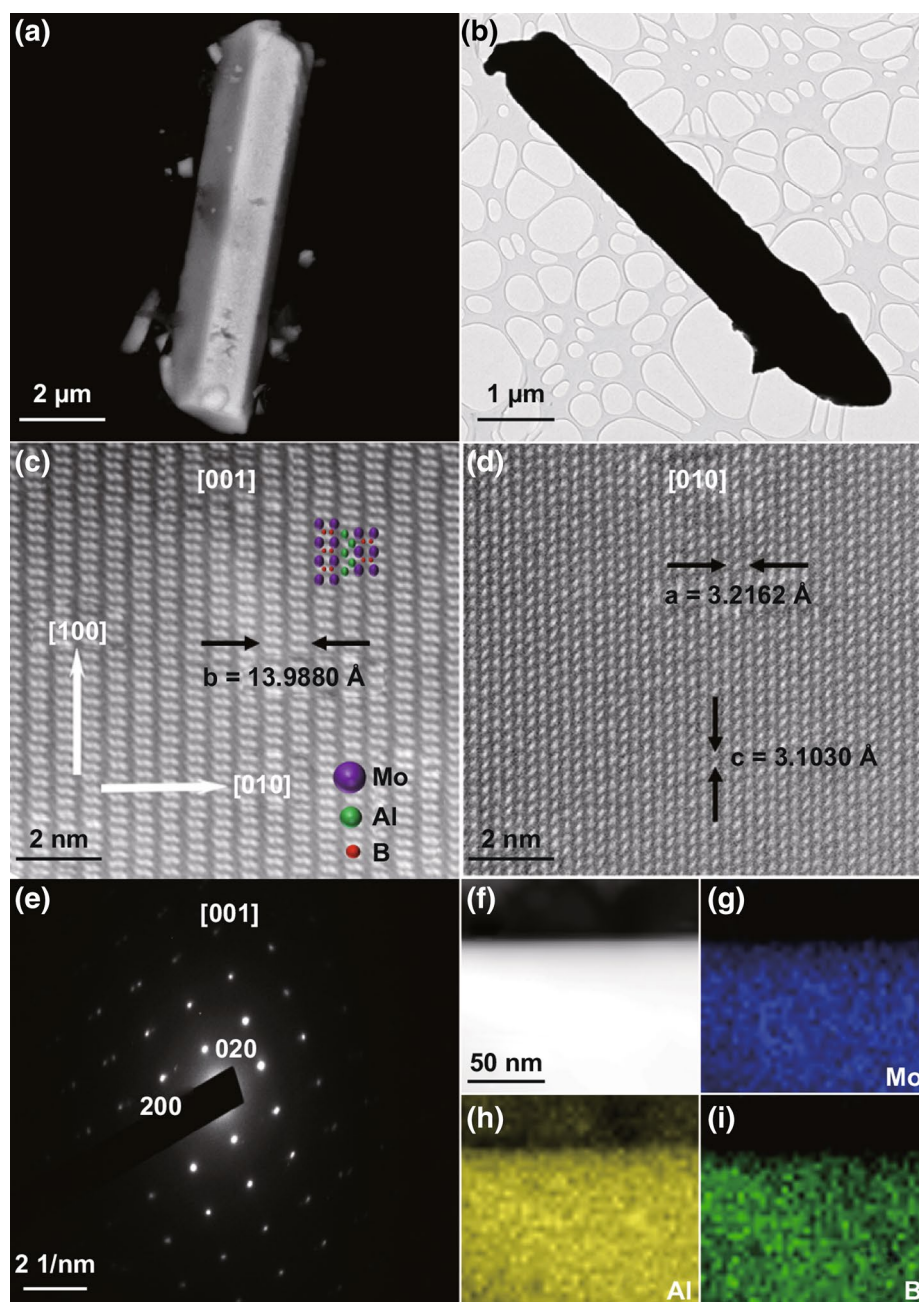 (a)
2 μm
(b)
1 μm
(c)
[001]
[100]
b = 13.9880 Å
[010]
Mo
Al
B
2 nm
(d)
[010]
a = 3.2162 Å
c = 3.1030 Å
2 nm
(e)
[001]
020
200
2 1/nm
(f)
50 nm
(g)
Mo
(h)
Al
(i)
B